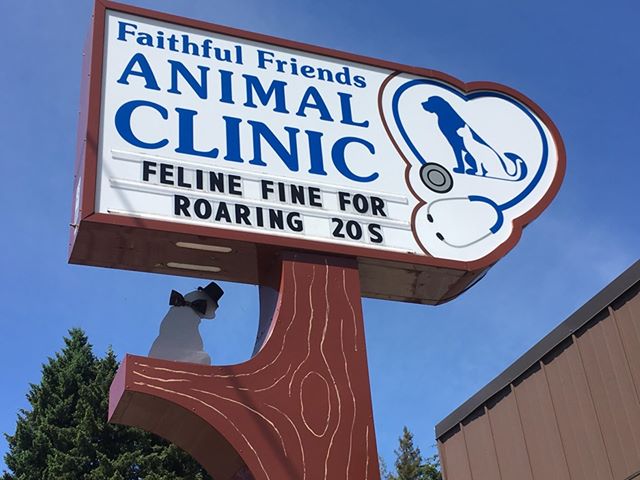 Faithful Friends
ANIMAL
CLINIC
FELINE FINE FOR
ROARING 20S